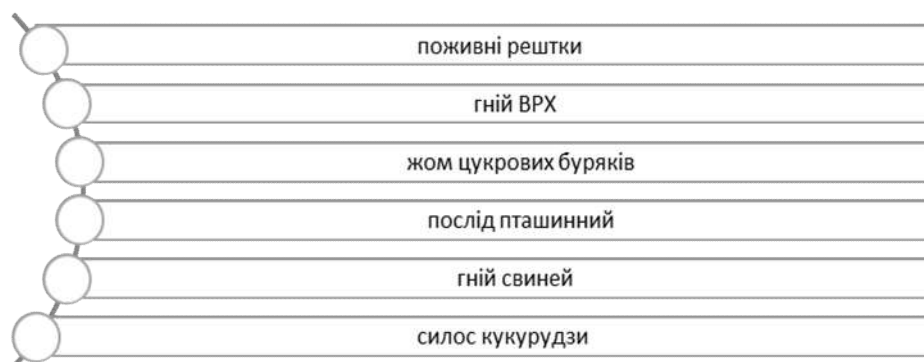 поживні рештки
гній ВРХ
жом цукрових буряків
послід пташинний
гній свиней
силос кукурудзи